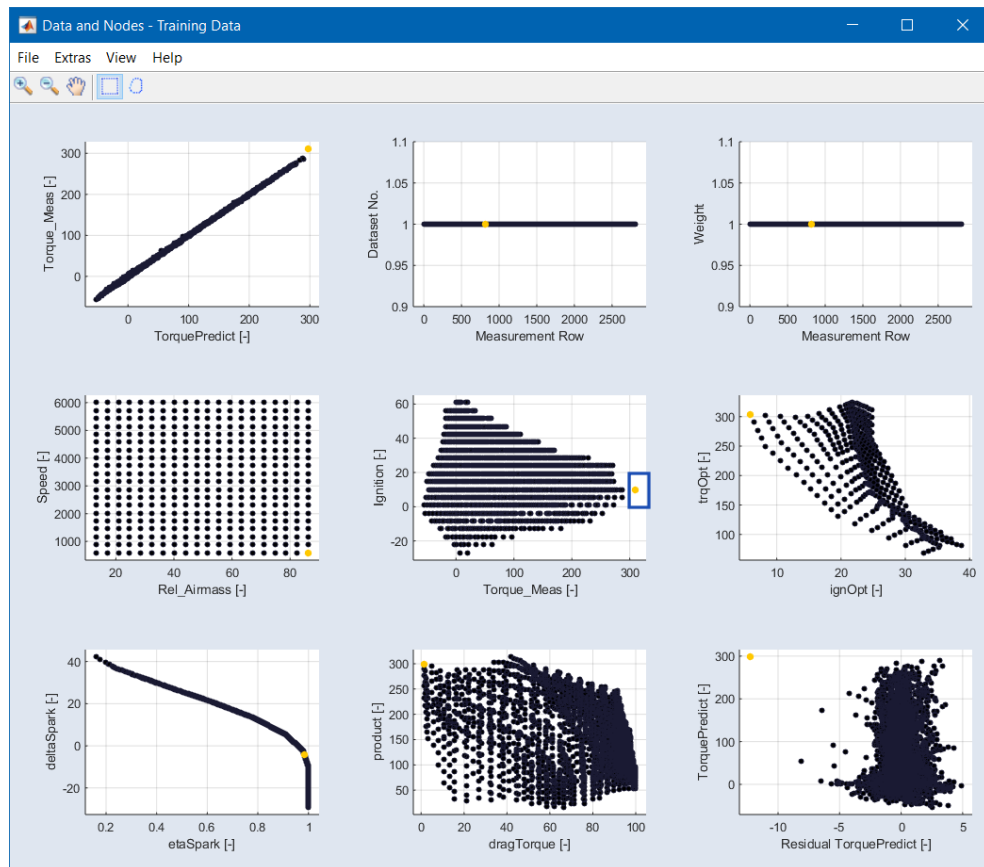 Data and Nodes - Training Data
File Extras View Help
300
200
100
0
Torque_Meas [-]
0 100 200 300
TorquePredict [-]
1.1
1.05
1
0.95
0.9
Dataset No.
0 500 1000 1500 2000 2500
Measurement Row
1.1
1.05
1
0.95
0.9
Weight
0 500 1000 1500 2000 2500
Measurement Row
6000
5000
4000
3000
2000
1000
Speed [-]
20 40 60 80
Rel_Airmass [-]
60
40
20
0
-20
Ignition [-]
0 100 200 300
Torque_Meas [-]
300
250
200
150
100
trqOpt [-]
10 20 30 40
ignOpt [-]
40
20
0
-20
deltaSpark [-]
0.2 0.4 0.6 0.8 1
etaSpark [-]
300
250
200
150
100
50
product [-]
0 20 40 60 80 100
dragTorque [-]
300
200
100
0
TorquePredict [-]
-10 -5 0 5
Residual TorquePredict [-]